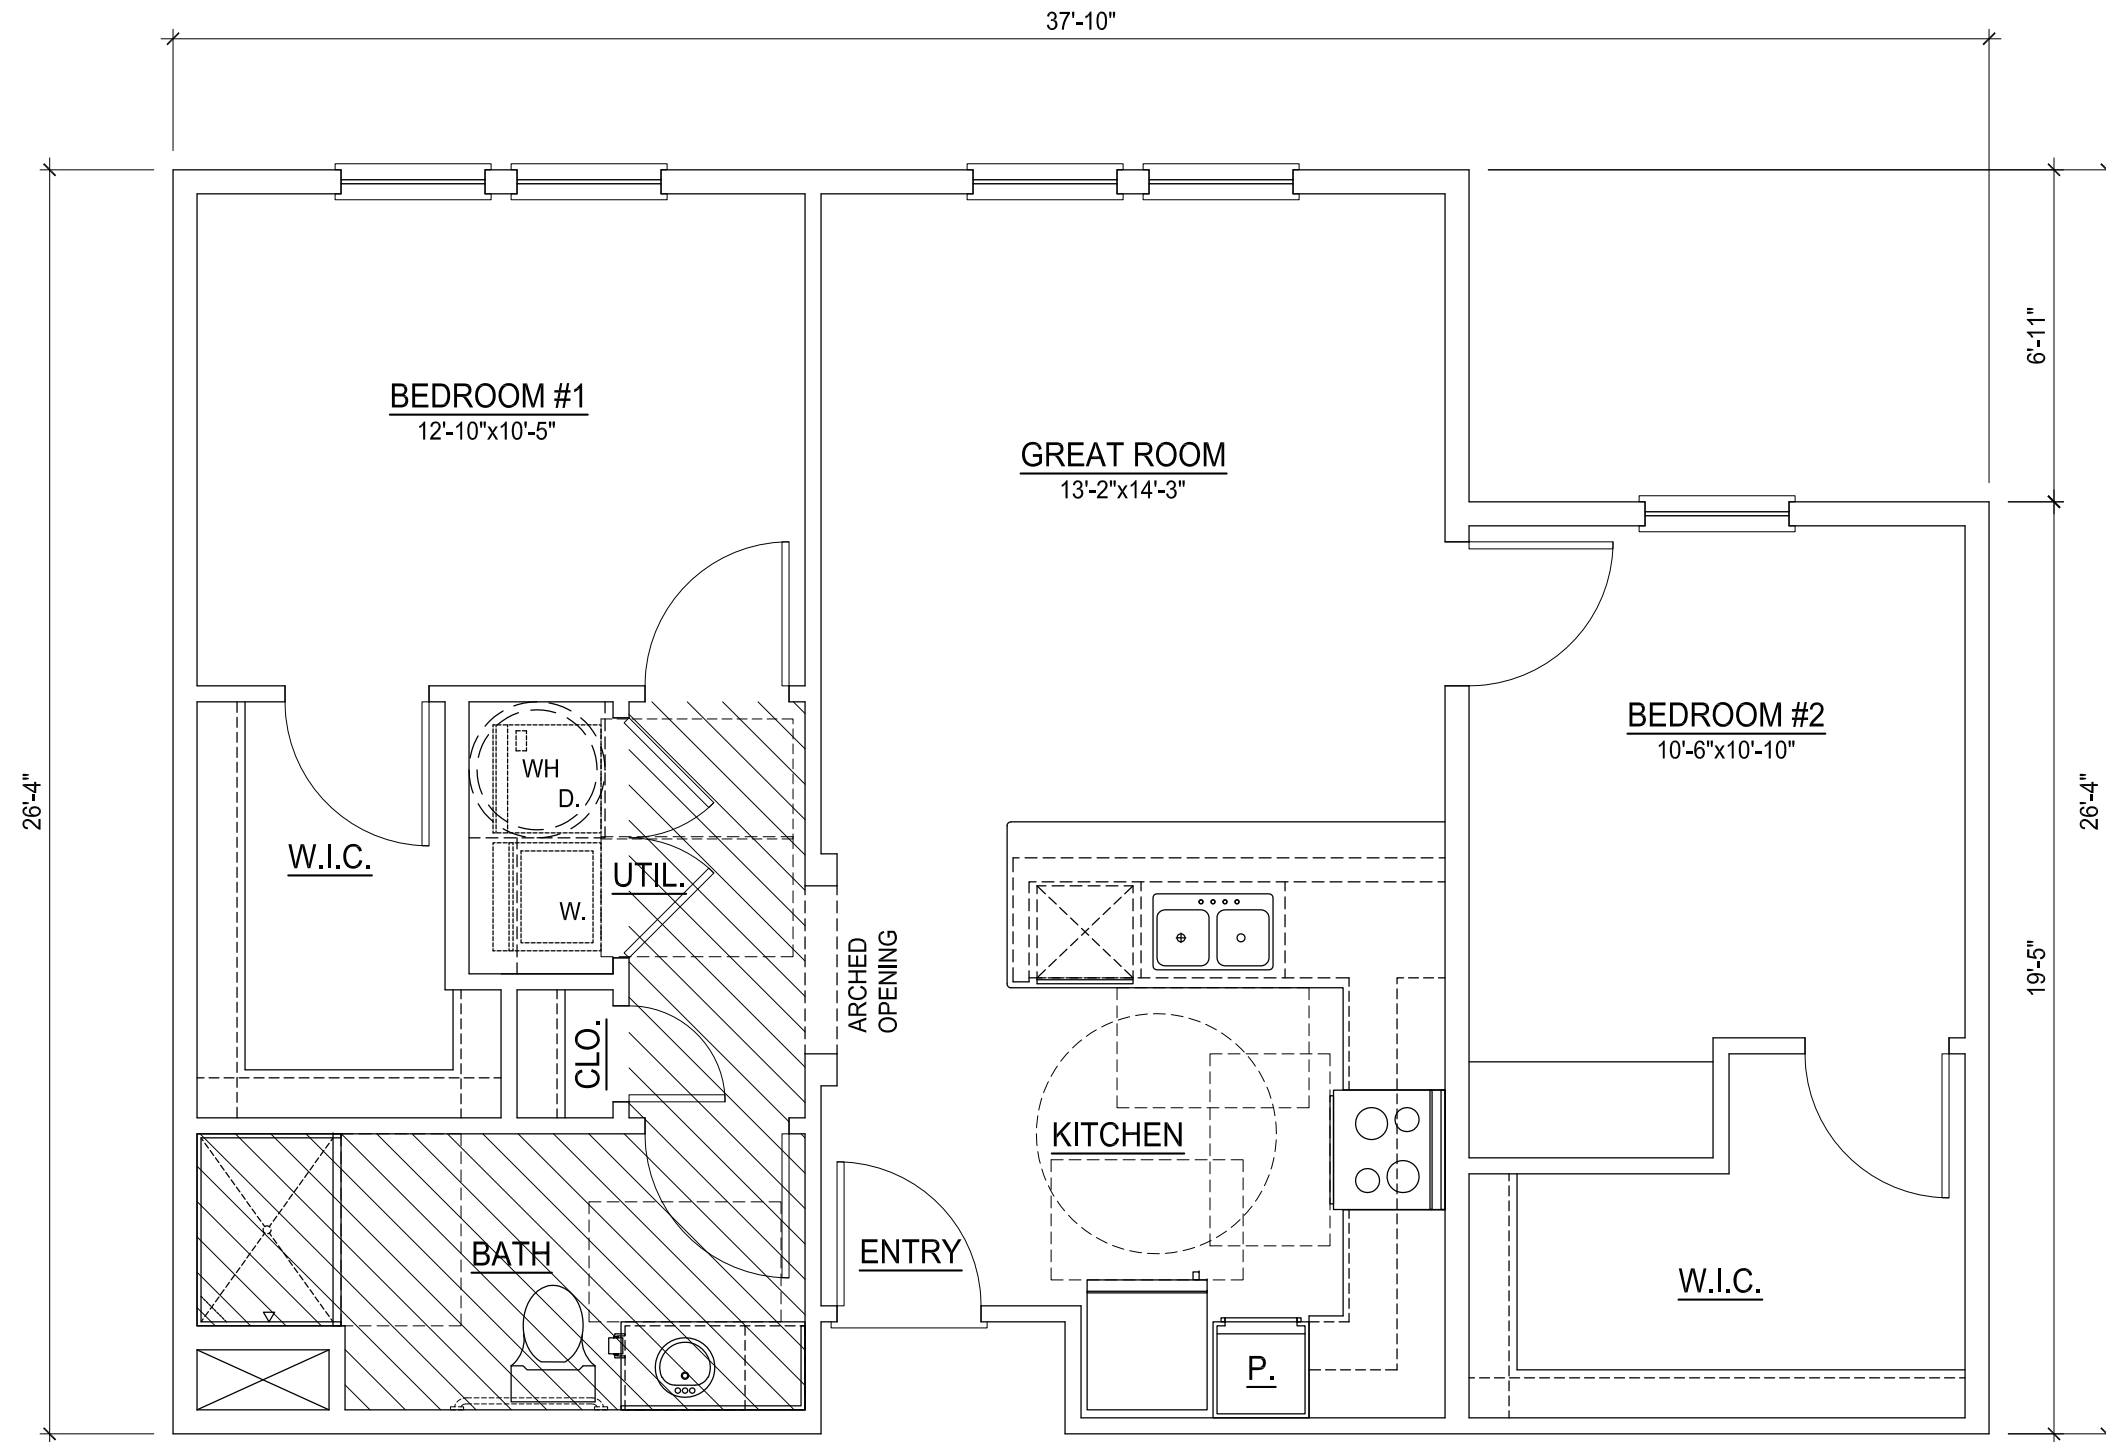 37'-10"
6'-11"
BEDROOM #1
12'-10"x10'-5"
GREAT ROOM
13'-2"x14'-3"
BEDROOM #2
10'-6"x10'-10"
26'-4"
26'-4"
WH
D.
W.I.C.
UTIL.
W.
ARCHED
OPENING
19'-5"
CLO.
KITCHEN
BATH
ENTRY
W.I.C.
P.